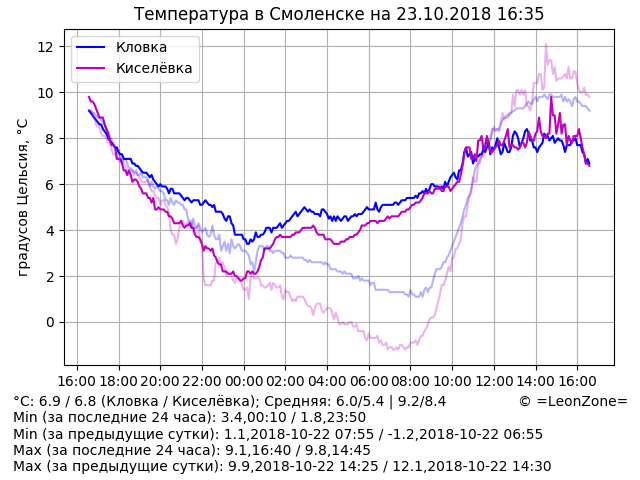 Температура в Смоленске на 23.10.2018 16:35
Кловка
Киселёвка
градусов Цельсия, °C
12
10
8
6
4
2
0
16:00 18:00 20:00 22:00 00:00 02:00 04:00 06:00 08:00 10:00 12:00 14:00 16:00
°C: 6.9 / 6.8 (Кловка / Киселёвка); Средняя: 6.0/5.4 | 9.2/8.4 © =LeonZone=
Min (за последние 24 часа): 3.4,00:10 / 1.8,23:50
Min (за предыдущие сутки): 1.1,2018-10-22 07:55 / -1.2,2018-10-22 06:55
Max (за последние 24 часа): 9.1,16:40 / 9.8,14:45
Max (за предыдущие сутки): 9.9,2018-10-22 14:25 / 12.1,2018-10-22 14:30